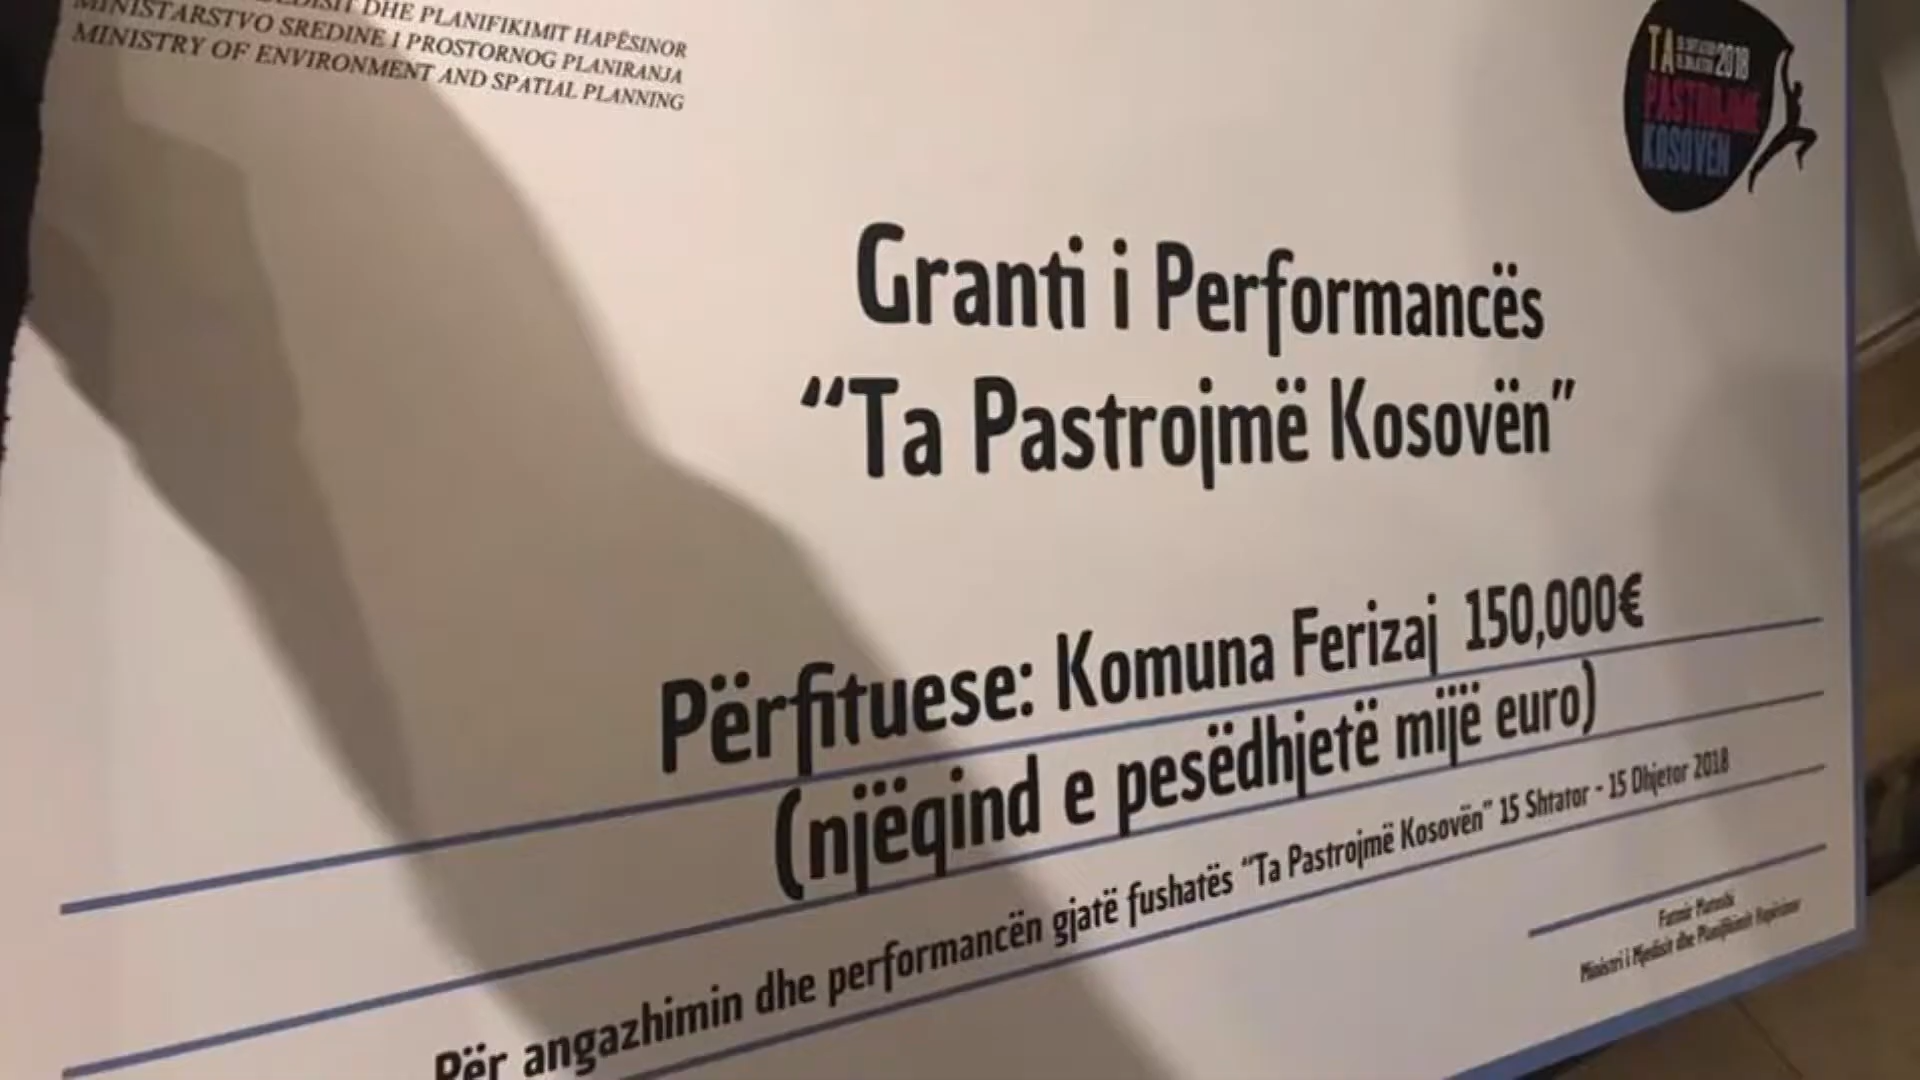 DHE PLANIFIKIMIT HAPËSINOR
MINISTARSTVO SREDINE I PROSTORNOG PLANIRANJA
MINISTRY OF ENVIRONMENT AND SPATIAL PLANNING
TA 2018
PASTROJMË
KOSOVËN
Granti i Performancës
“Ta Pastrojmë Kosovën”
Përfituese: Komuna Ferizaj 150,000€
(njëqind e pesëdhjetë mijë euro)
Për angazhimin dhe performancën gjatë fushatës “Ta Pastrojmë Kosovën” 15 Shtator - 15 Dhjetor 2018
Fatmir Matoshi
Ministri i Mjedisit dhe Planifikimit Hapësinor